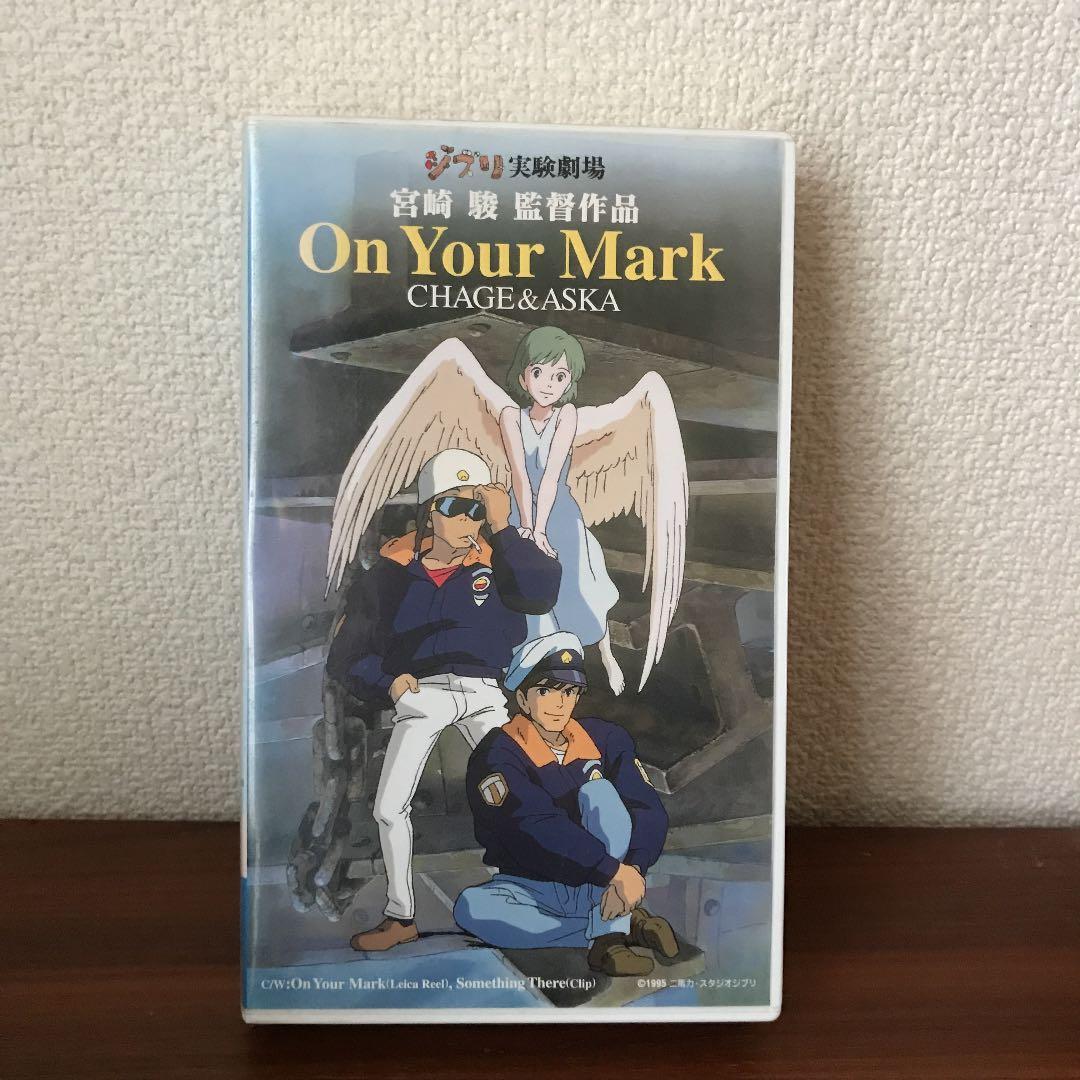 ジブリ実験劇場
宮崎 駿 監督作品
On Your Mark
CHAGE&ASKA
C/W:On Your Mark(Leica Reel), Something There(Clip)
©1995 二馬力・スタジオジブリ